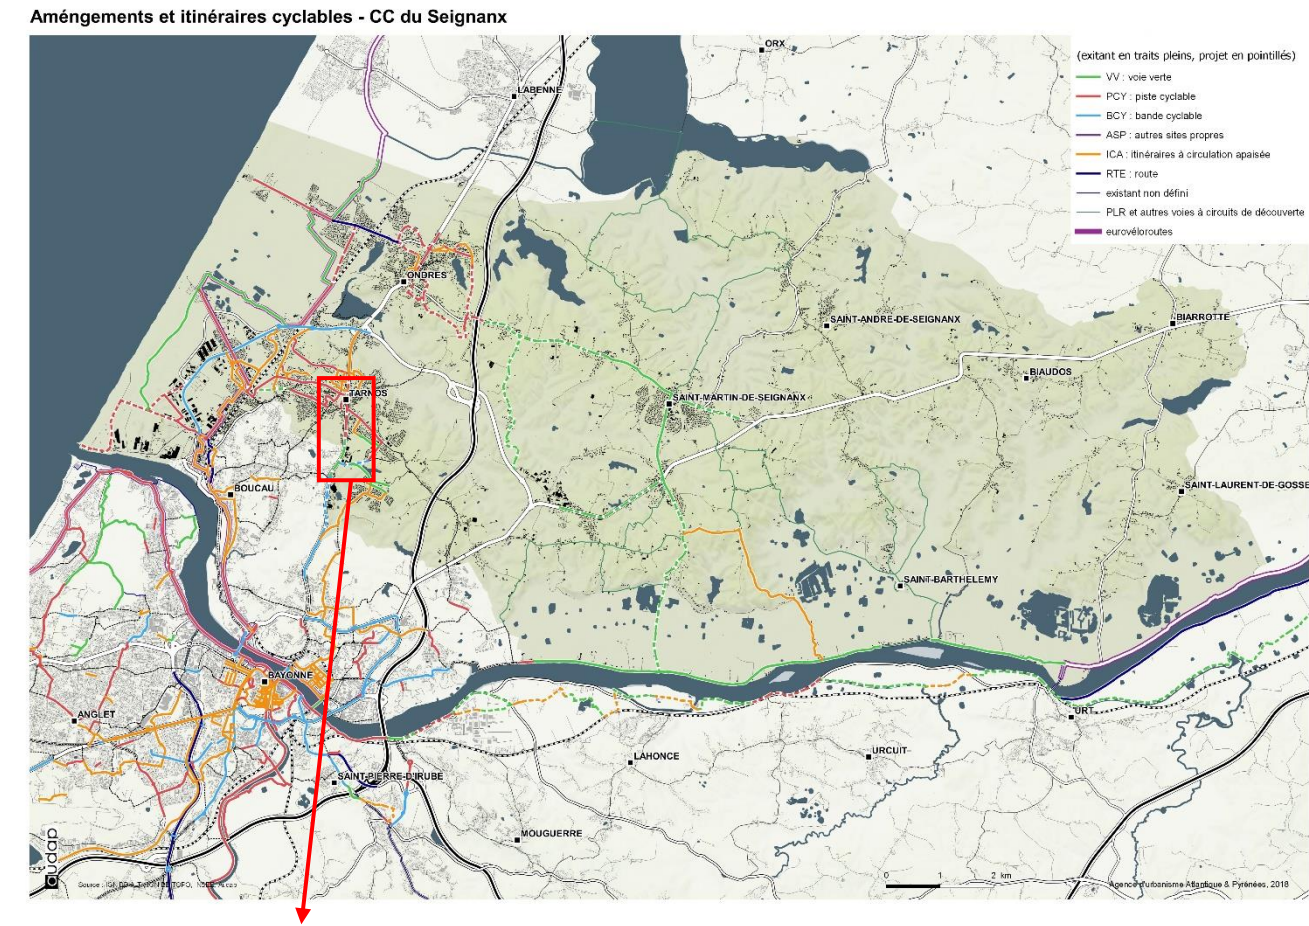 Améngements et itinéraires cyclables - CC du Seignanx
(exitant en traits pleins, projet en pointillés)
VV : voie verte
PCY : piste cyclable
BCY : bande cyclable
ASP : autres sites propres
ICA : itinéraires à circulation apaisée
RTE : route
existant non défini
PLR et autres voies à circuits de découverte
eurovéloroutes
ORX
LABENNE
ONDRES
SAINT-ANDRE-DE-SEIGNANX
BIARROTTE
BIAUDOS
TARNOS
SAINT-MARTIN-DE-SEIGNANX
BOUCAU
SAINT-LAURENT-DE-GOSSE
SAINT-BARTHELEMY
BAYONNE
ANGLET
URT
LAHONCE
URCUIT
SAINT-PIERRE-D'IRUBE
MOUGUERRE
audap
0 1 2 km
Agence d'urbanisme Atlantique & Pyrénées, 2018